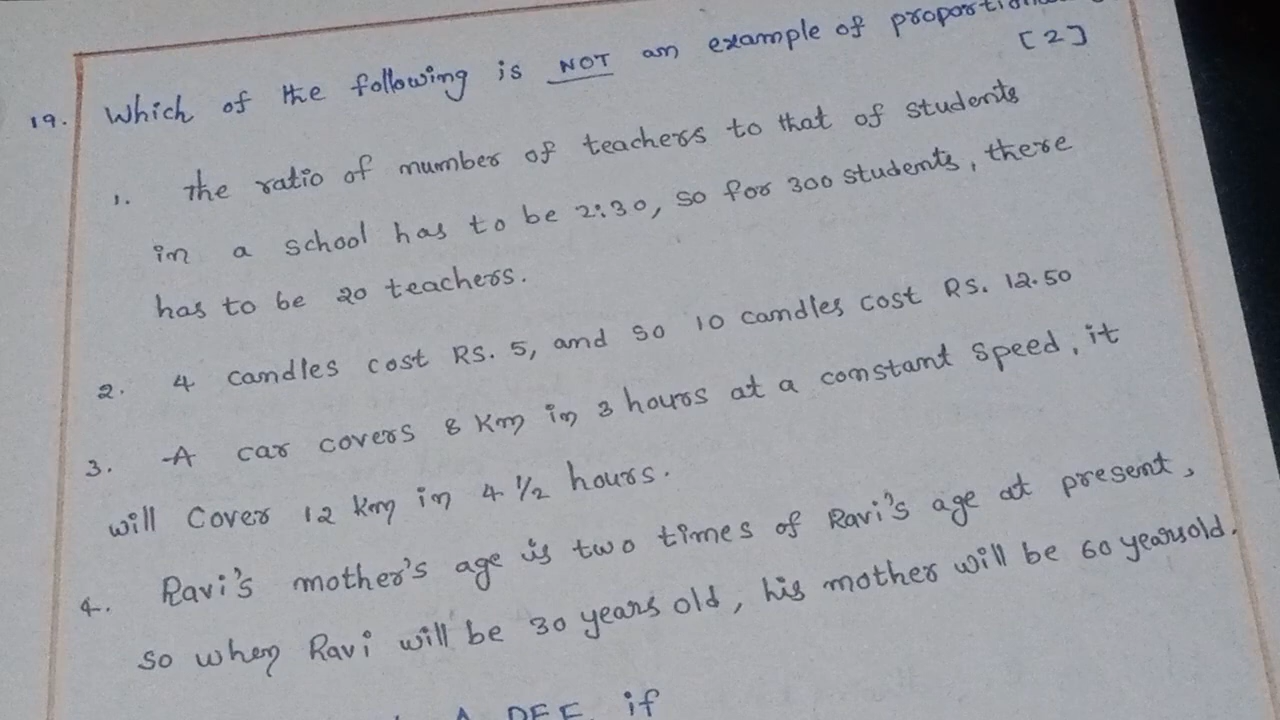 19. Which of the following is NOT an example of
[2]
1. The ratio of number of teachers to that of students
in a school has to be 2:30, so for 300 students, there
has to be 20 teachers.
2. 4 candles cost RS. 5, and so 10 candles cost RS. 12.50
3. A car covers 8 Km in 3 hours at a constant speed, it
will cover 12 km in 4 1/2 hours.
4. Ravi's mother's age is two times of Ravi's age at present,
so when Ravi will be 30 years old, his mother will be 60 years old.
if